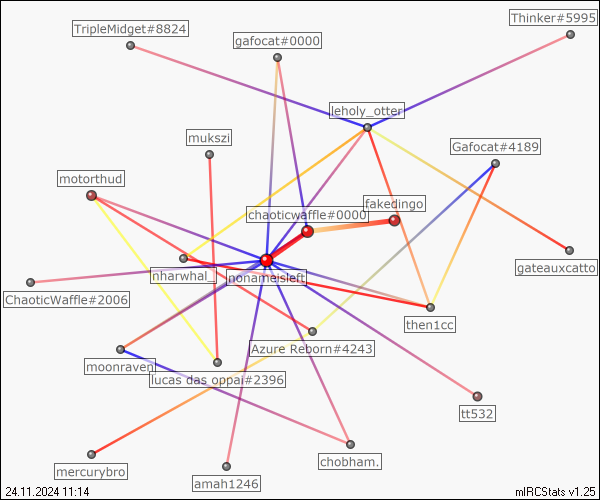 Thinker#5995
TripleMidget#8824
gafocat#0000
leholy_otter
mukszi
Gafocat#4189
motorthud
fakedingo
chaoticwaffle#0000
gateauxcatto
nharwhal_
ponameisleft
ChaoticWaffle#2006
then1cc
Azure Reborn#4243
moonraven
lucas das oppai#2396
tt532
chobham.
mercurybro
amah1246
24.11.2024 11:14
mIRCStats v1.25